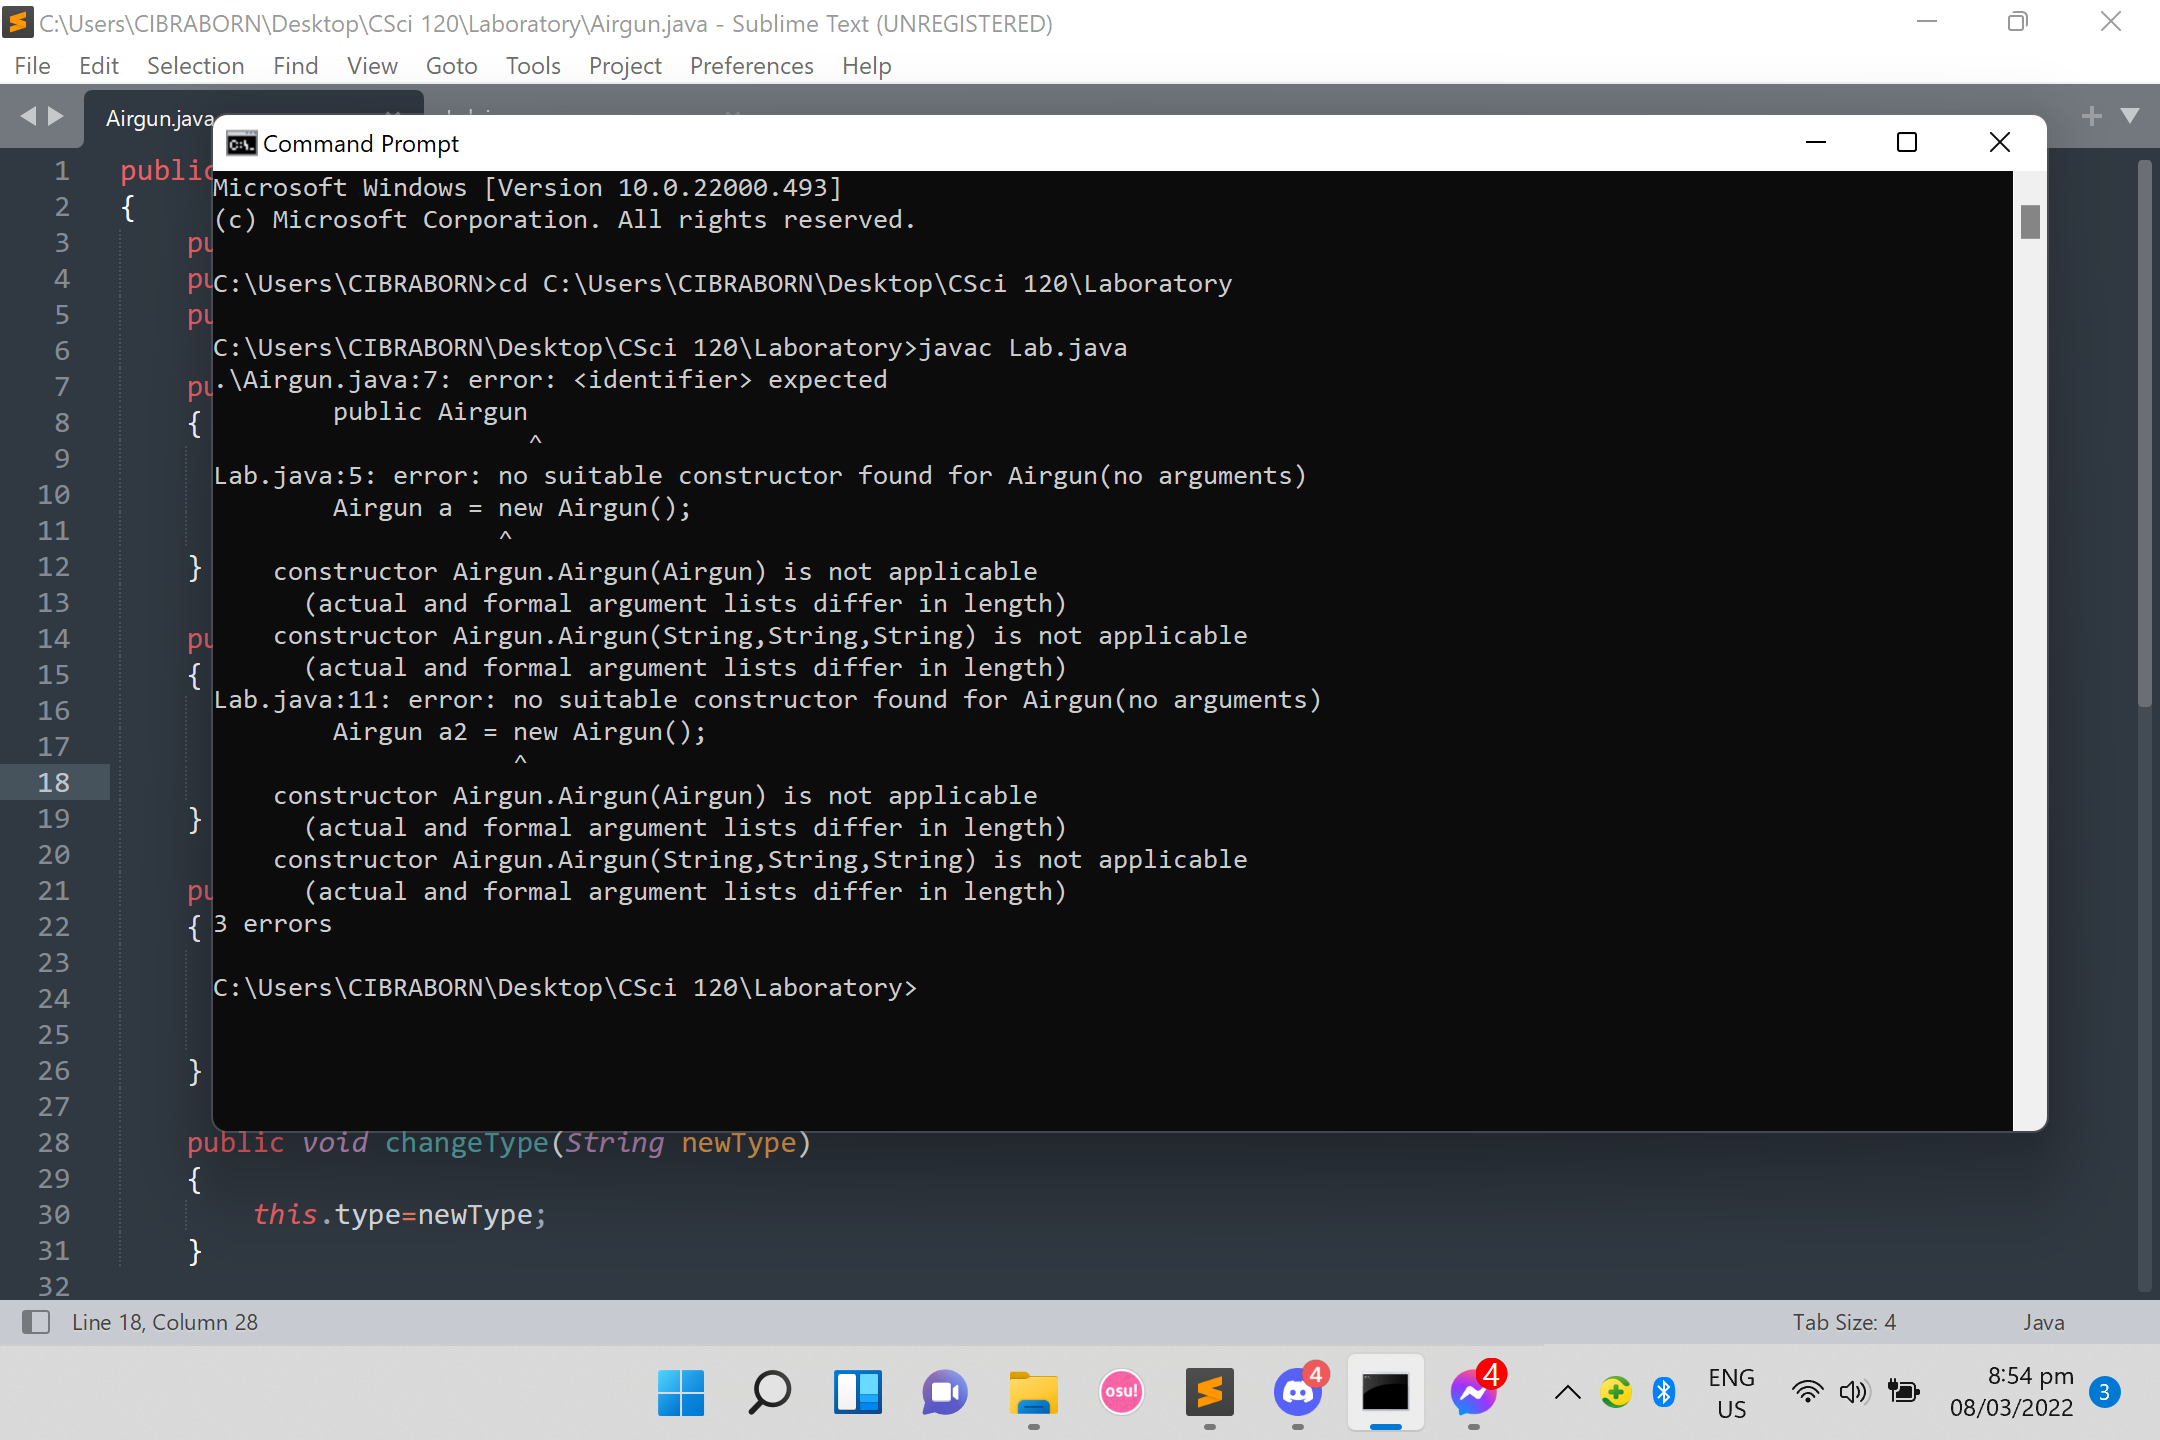 C:\Users\CIBRABORN\Desktop\CSci 120\Laboratory\Airgun.java - Sublime Text (UNREGISTERED)
File Edit Selection Find View Goto Tools Project Preferences Help
Airgun.java
Command Prompt
Microsoft Windows [Version 10.0.22000.493]
(c) Microsoft Corporation. All rights reserved.
C:\Users\CIBRABORN>cd C:\Users\CIBRABORN\Desktop\CSci 120\Laboratory
C:\Users\CIBRABORN\Desktop\CSci 120\Laboratory>javac Lab.java
.\Airgun.java:7: error: <identifier> expected
public Airgun
^
Lab.java:5: error: no suitable constructor found for Airgun(no arguments)
Airgun a = new Airgun();
^
constructor Airgun.Airgun(Airgun) is not applicable
(actual and formal argument lists differ in length)
constructor Airgun.Airgun(String,String,String) is not applicable
(actual and formal argument lists differ in length)
Lab.java:11: error: no suitable constructor found for Airgun(no arguments)
Airgun a2 = new Airgun();
^
constructor Airgun.Airgun(Airgun) is not applicable
(actual and formal argument lists differ in length)
constructor Airgun.Airgun(String,String,String) is not applicable
(actual and formal argument lists differ in length)
3 errors
C:\Users\CIBRABORN\Desktop\CSci 120\Laboratory>
1 public
2 {
3 pu
4 pu
5 pu
6
7 pu
8 {
9
10
11
12 }
13
14 pu
15 {
16
17
18
19 }
20
21 pu
22 {
23
24
25
26 }
27
28 public void changeType(String newType)
29 {
30 this.type=newType;
31 }
32
Line 18, Column 28 Tab Size: 4 Java
osu! 4 4 ENG US 8:54 pm 08/03/2022 3